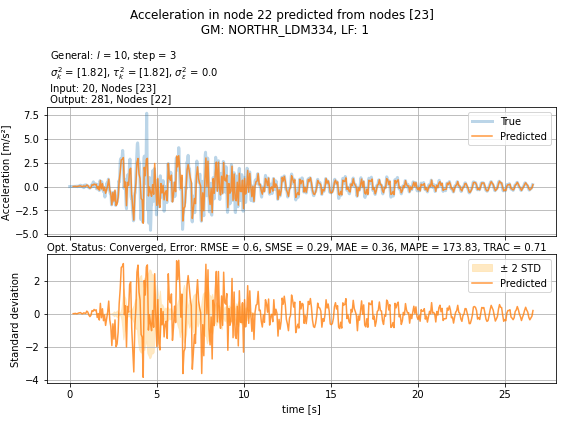 Acceleration in node 22 predicted from nodes [23]
GM: NORTHR_LDM334, LF: 1
General: l = 10, step = 3
σ²ₖ = [1.82], τ²ₖ = [1.82], σ²ε = 0.0
Input: 20, Nodes [23]
Output: 281, Nodes [22]
Acceleration [m/s²]
7.5
5.0
2.5
0.0
−2.5
−5.0
True
Predicted
Opt. Status: Converged, Error: RMSE = 0.6, SMSE = 0.29, MAE = 0.36, MAPE = 173.83, TRAC = 0.71
Standard deviation
2
0
−2
−4
± 2 STD
Predicted
0
5
10
15
20
25
time [s]